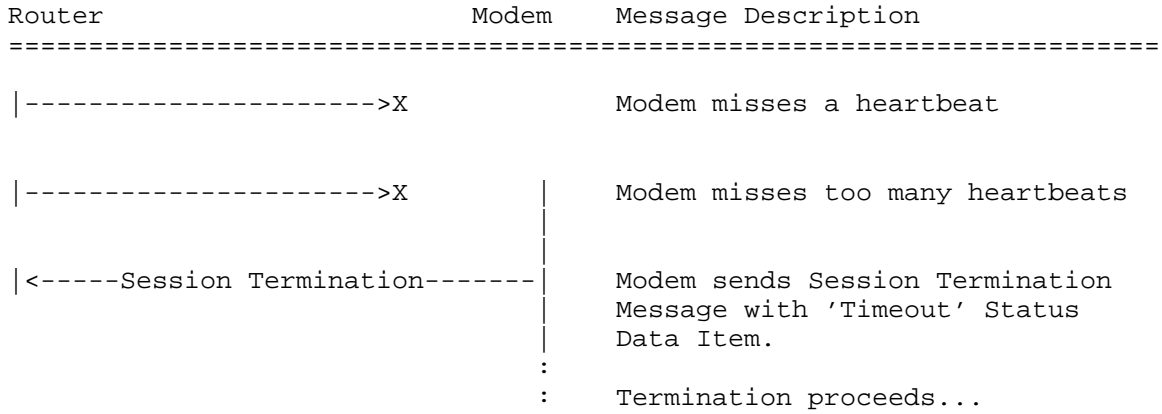 Router Modem Message Description
========================================================================
|---------------------->X Modem misses a heartbeat
|---------------------->X | Modem misses too many heartbeats
|
|
|<-----Session Termination-------| Modem sends Session Termination
| Message with ’Timeout’ Status
| Data Item.
:
: Termination proceeds...